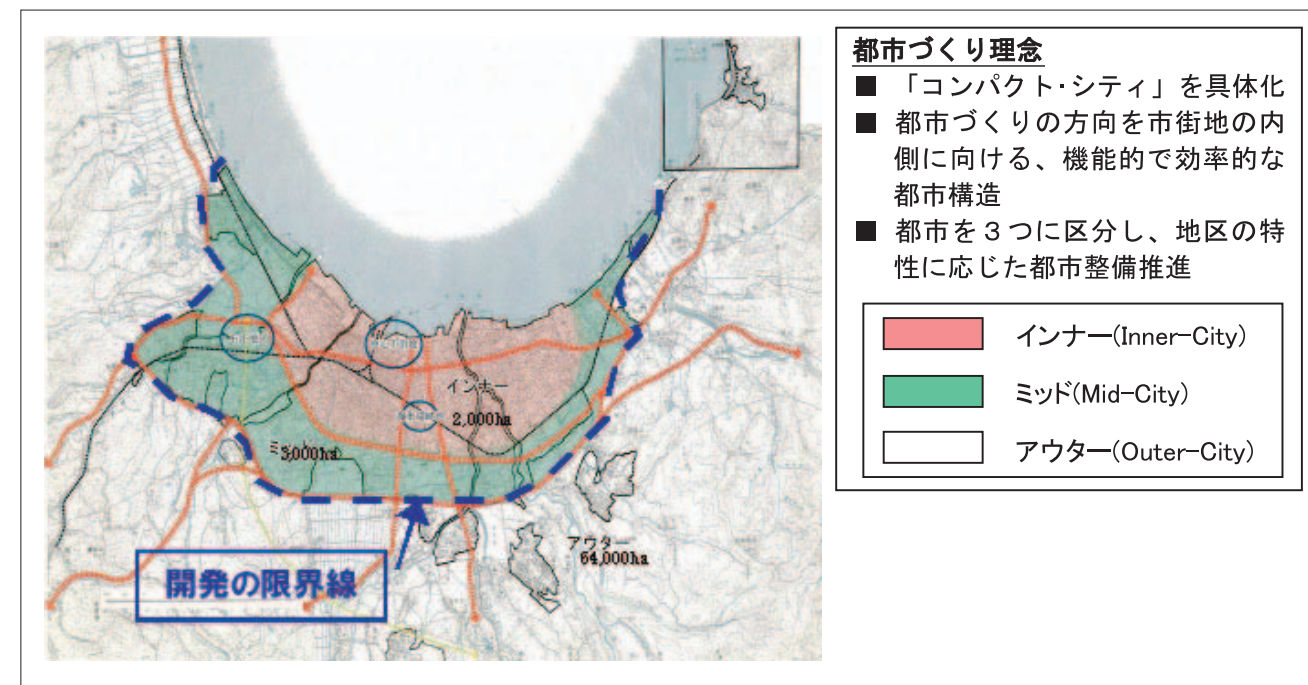 都市づくり理念
■ 「コンパクト・シティ」を具体化
■ 都市づくりの方向を市街地の内
側に向ける、機能的で効率的な
都市構造
■ 都市を３つに区分し、地区の特
性に応じた都市整備推進
インナー(Inner-City)
ミッド(Mid-City)
アウター(Outer-City)
インナー
2,000ha
3,000ha
アウター
64,000ha
開発の限界線